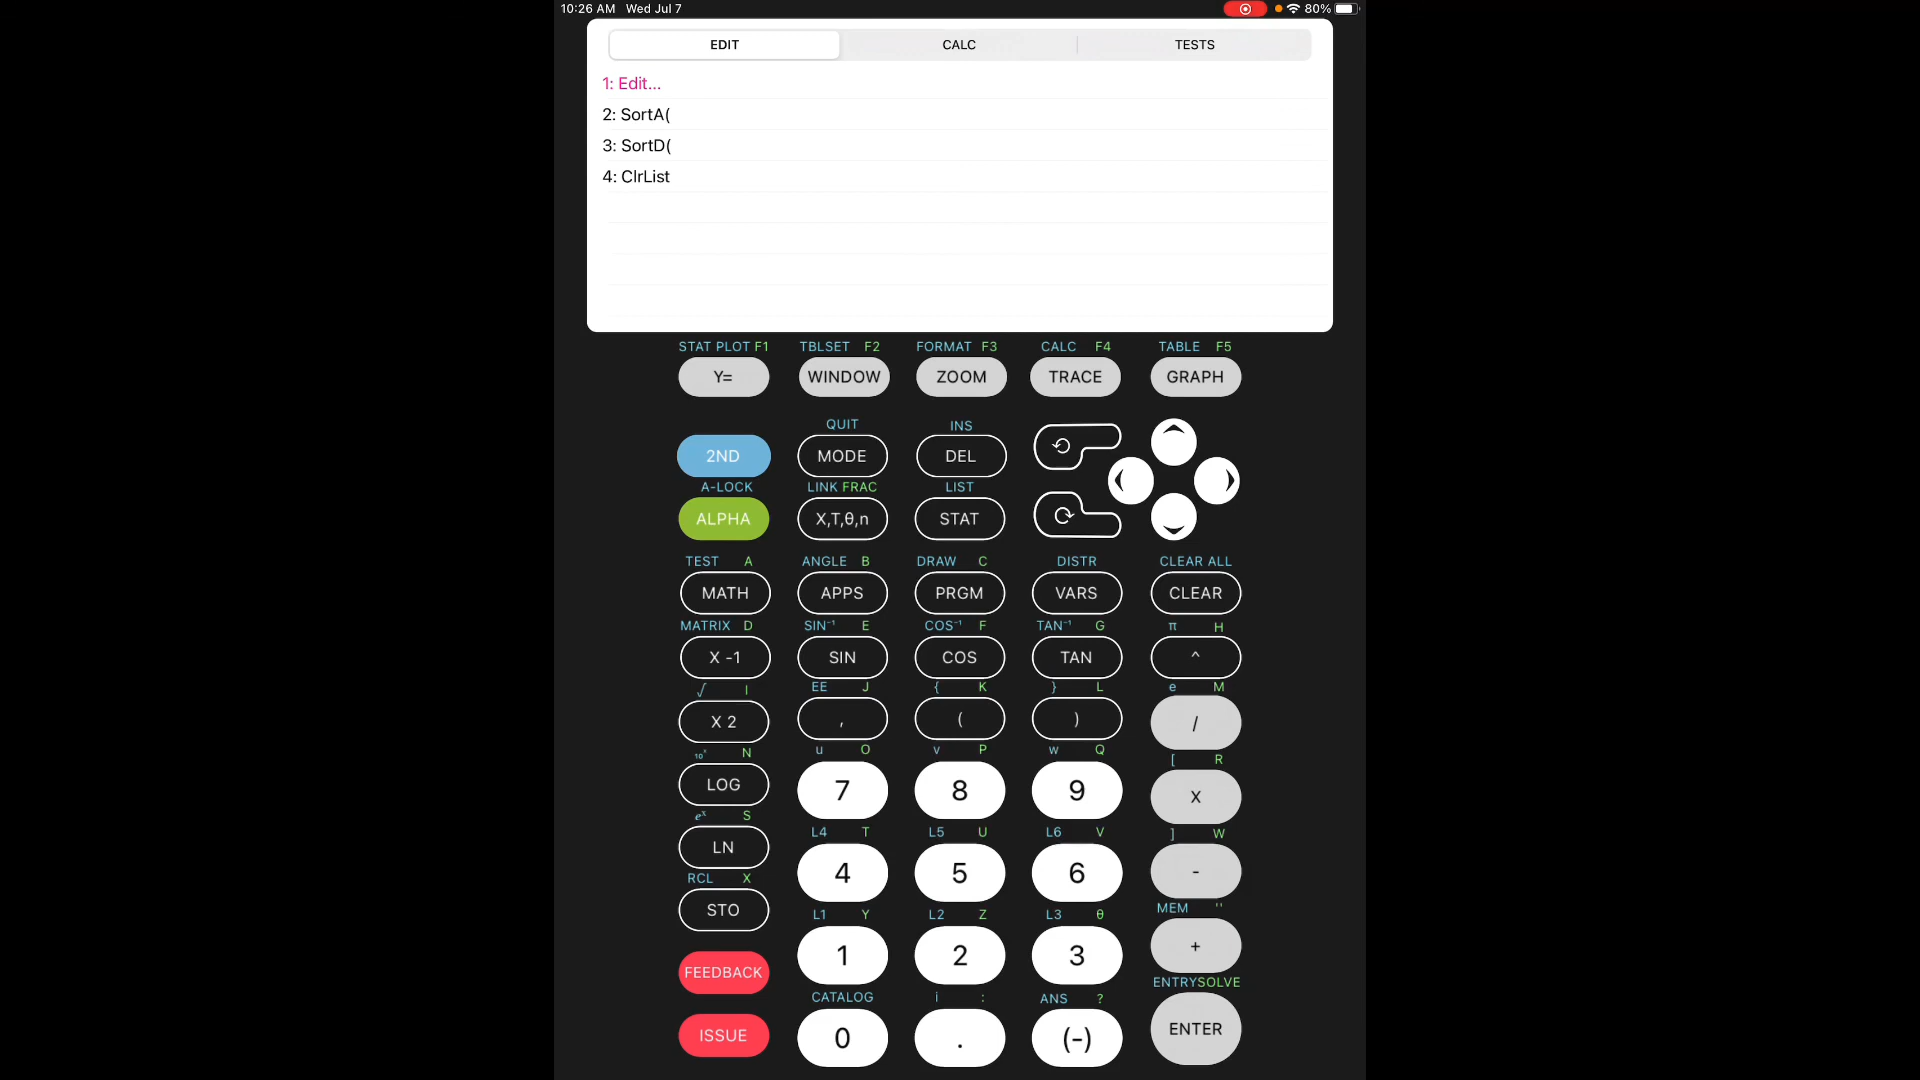 10:26 AM Wed Jul 7 80%
EDIT CALC TESTS
1: Edit...
2: SortA(
3: SortD(
4: ClrList
STAT PLOT F1 TBLSET F2 FORMAT F3 CALC F4 TABLE F5
Y= WINDOW ZOOM TRACE GRAPH
QUIT INS
2ND MODE DEL
A-LOCK LINK FRAC LIST
ALPHA X,T,θ,n STAT
TEST A ANGLE B DRAW C DISTR CLEAR ALL
MATH APPS PRGM VARS CLEAR
MATRIX D SIN⁻¹ E COS⁻¹ F TAN⁻¹ G π H
X -1 SIN COS TAN ^
√ I EE J { K } L e M
X 2 , ( ) /
10ˣ N u O v P w Q [ R
LOG 7 8 9 X
eˣ S L4 T L5 U L6 V ] W
LN 4 5 6 -
RCL X L1 Y L2 Z L3 θ MEM "
STO 1 2 3 +
FEEDBACK
CATALOG i : ANS ? ENTRY SOLVE
ISSUE 0 . (-) ENTER